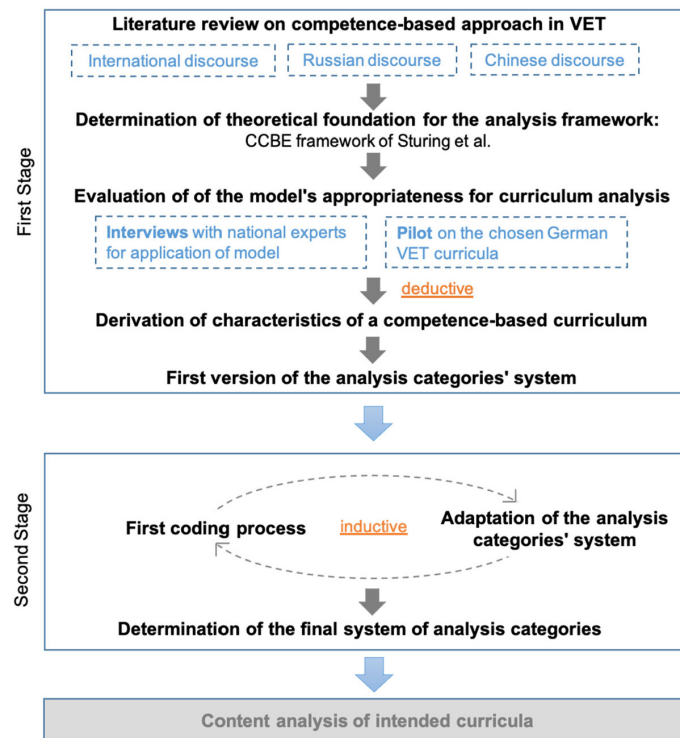 Literature review on competence-based approach in VET
International discourse
Russian discourse
Chinese discourse
Determination of theoretical foundation for the analysis framework:
CCBE framework of Sturing et al.
Evaluation of of the model's appropriateness for curriculum analysis
Interviews with national experts
for application of model
Pilot on the chosen German
VET curricula
deductive
Derivation of characteristics of a competence-based curriculum
First version of the analysis categories' system
First Stage
First coding process
inductive
Adaptation of the analysis
categories' system
Determination of the final system of analysis categories
Second Stage
Content analysis of intended curricula